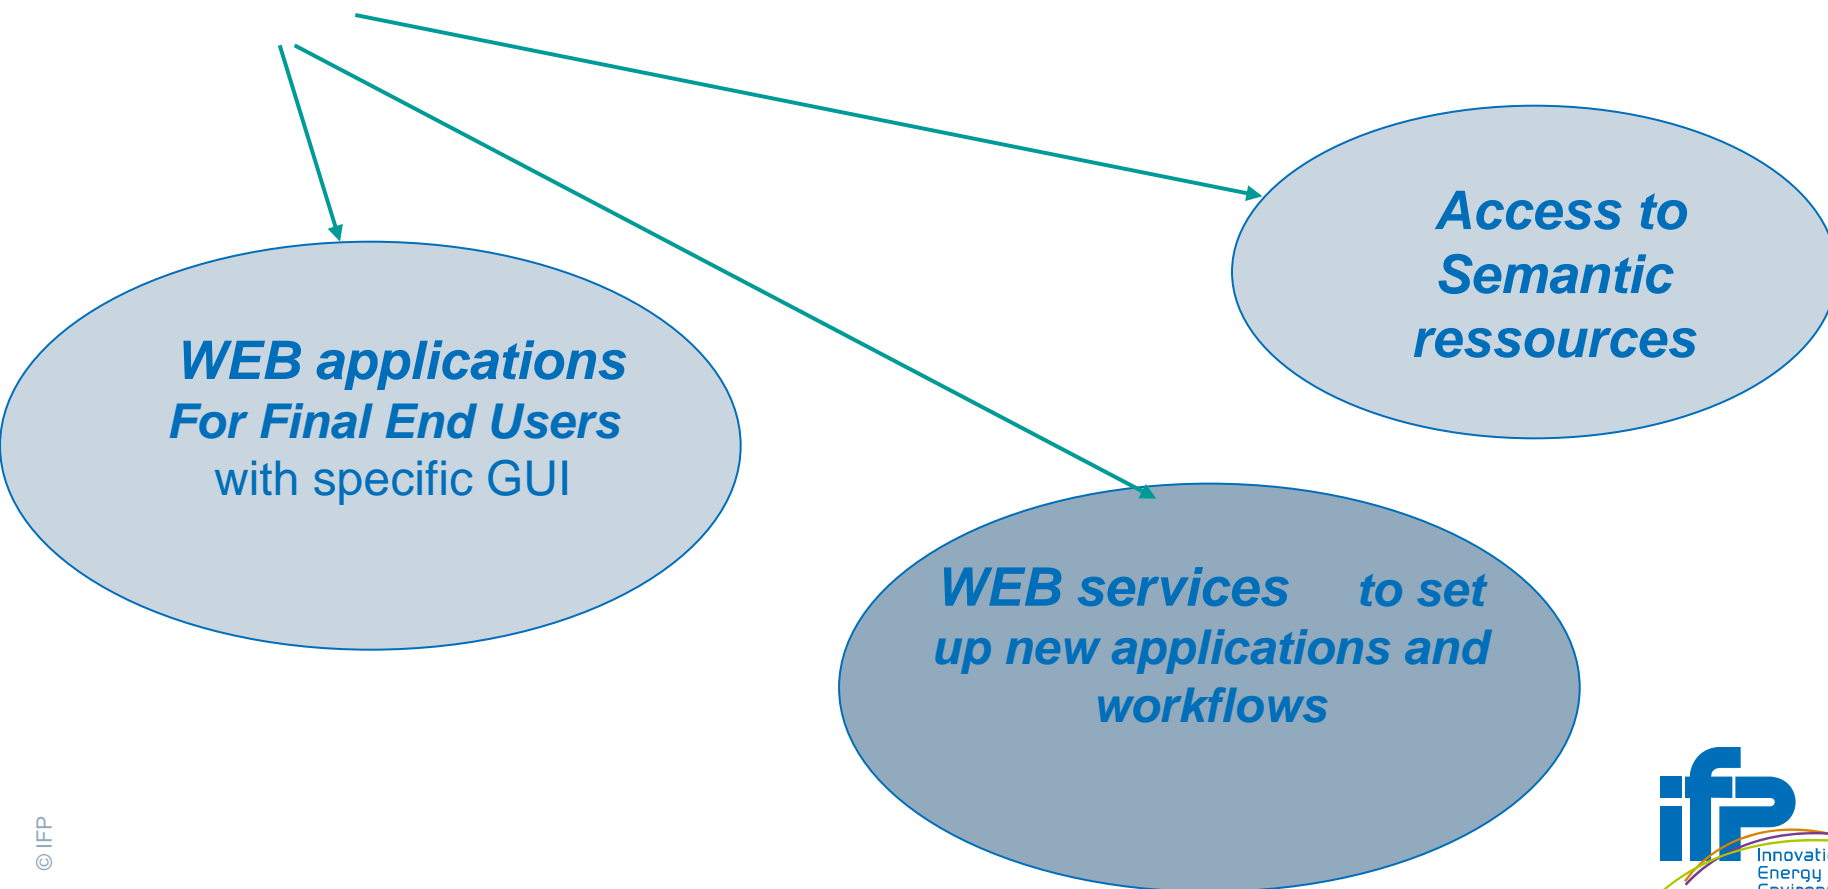 Access to
Semantic
ressources
WEB applications
For Final End Users
with specific GUI
WEB services to set
up new applications and
workflows
© IFP
ifp
Energy